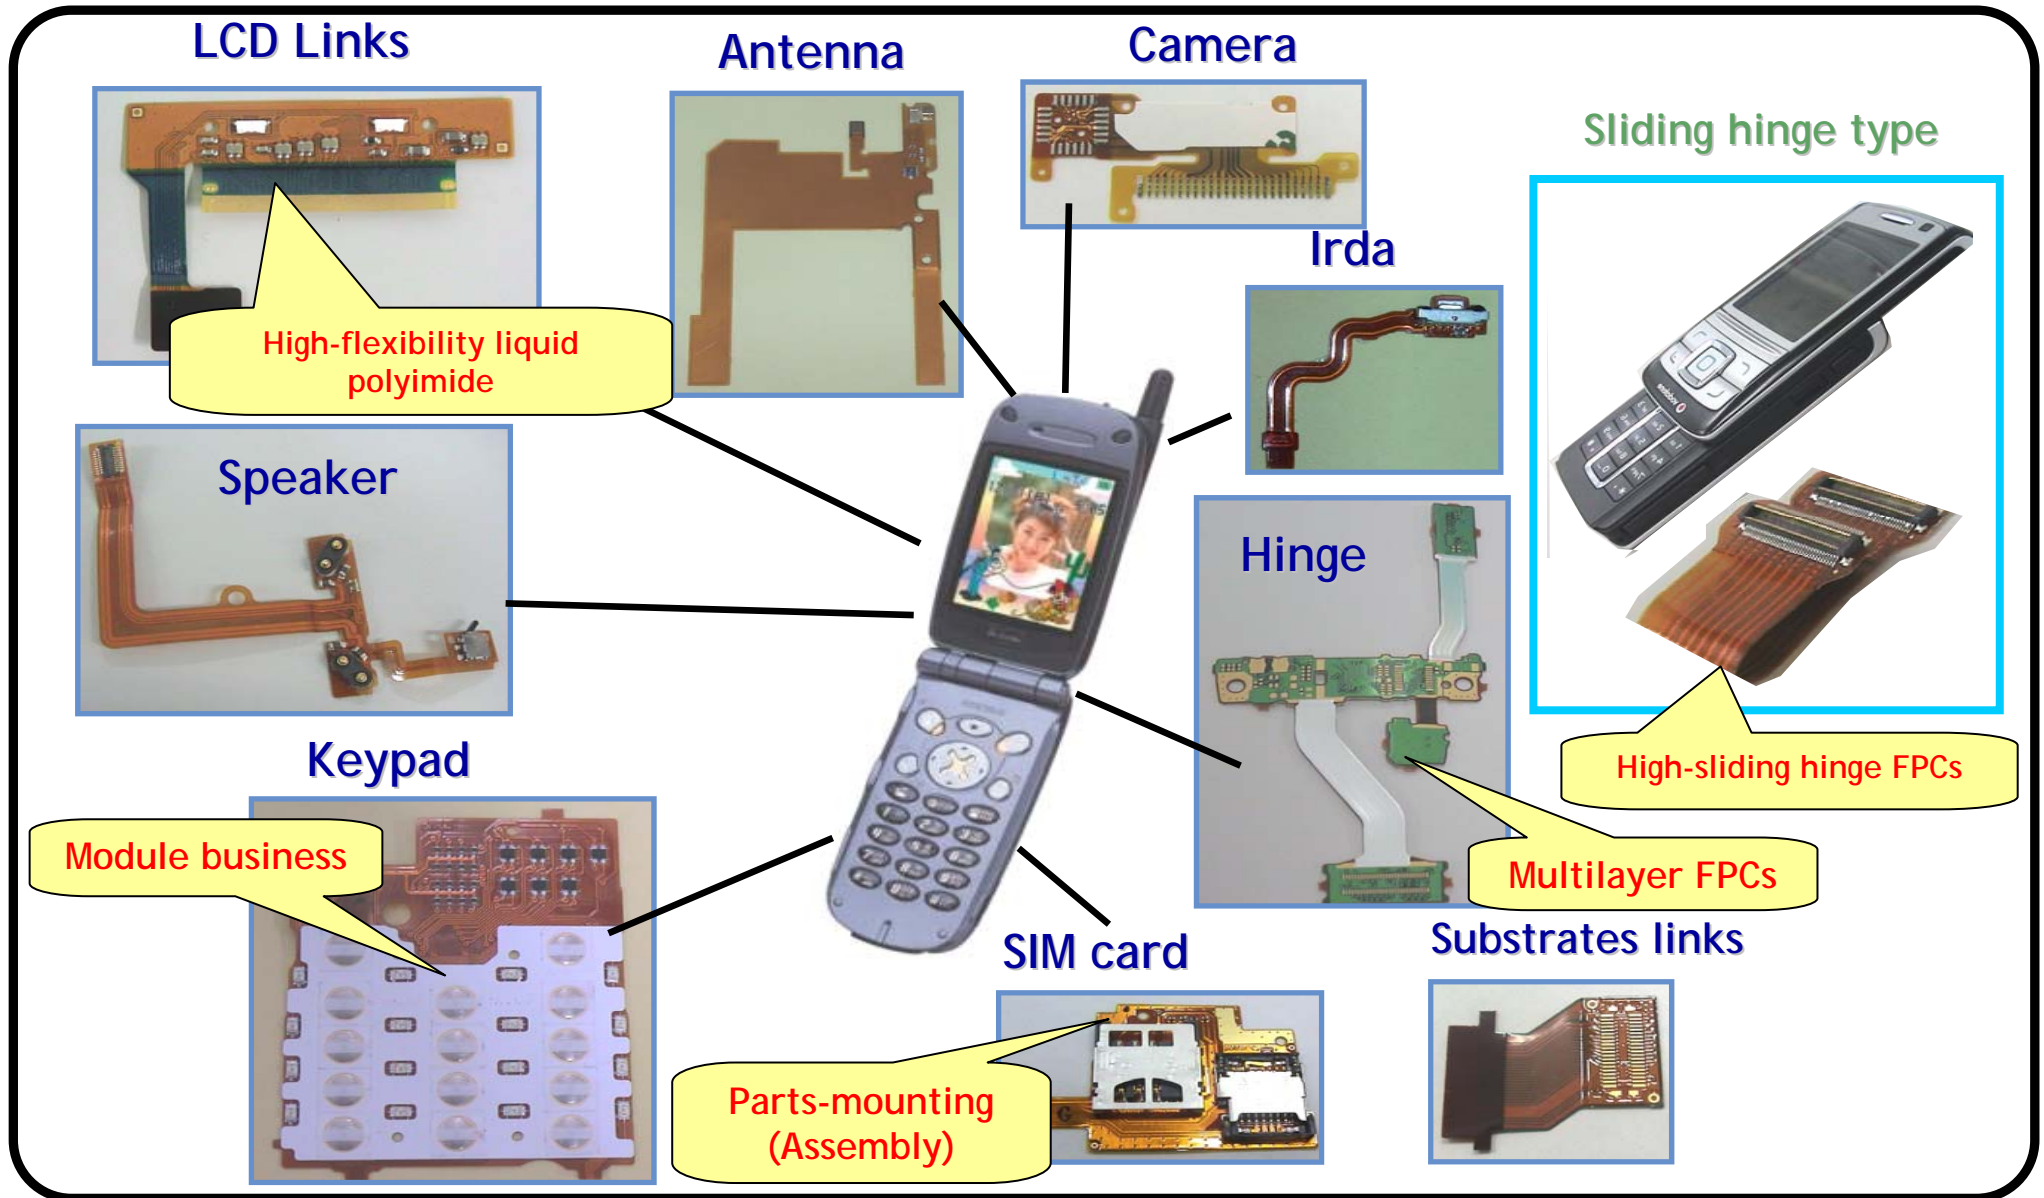 LCD Links
Antenna
Camera
Sliding hinge type
Irda
High-flexibility liquid
polyimide
Speaker
Hinge
Keypad
High-sliding hinge FPCs
Module business
Multilayer FPCs
SIM card
Substrates links
Parts-mounting
(Assembly)
vodafone
G